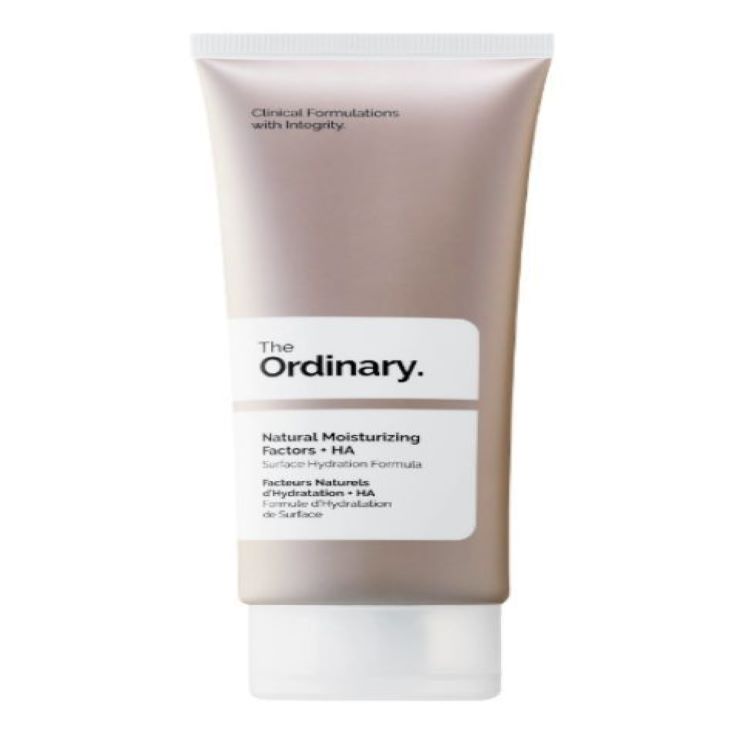 Clinical Formulations
with Integrity.
The
Ordinary.
Natural Moisturizing
Factors + HA
Surface Hydration Formula
Facteurs Naturels
d'Hydratation + HA
Formule d'Hydratation
de Surface